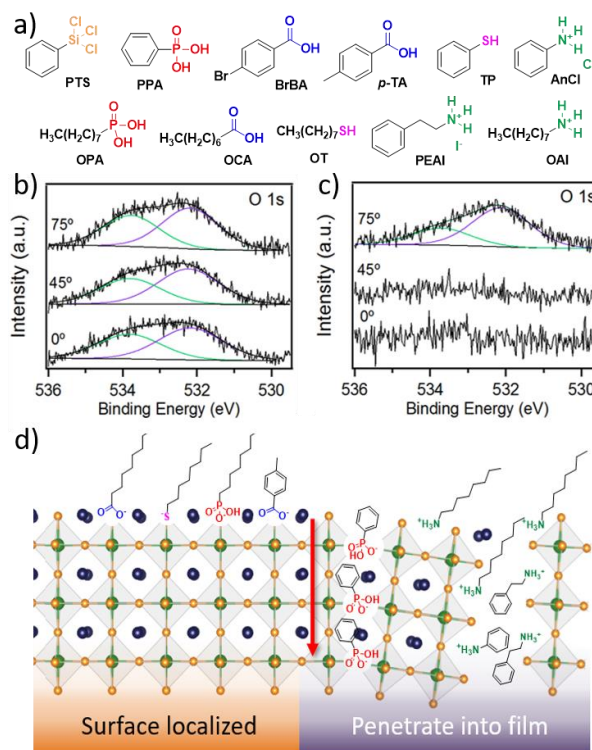 a)
Cl
Cl
Si
Cl
PTS
O
P
OH
OH
PPA
O
OH
Br
BrBA
O
OH
p-TA
SH
TP
H
N⁺
H
H
AnCl
O
H₃C(H₂C)₇
P
OH
OH
OPA
O
H₃C(H₂C)₆
OH
OCA
CH₃(CH₂)₇SH
OT
H
N⁺
H
H
I⁻
PEAI
H
H₃C(H₂C)₇
N⁺
H
H
OAI
b)
O 1s
75°
45°
0°
Intensity (a.u.)
536 534 532 530
Binding Energy (eV)
c)
O 1s
75°
45°
0°
Intensity (a.u.)
536 534 532
Binding Energy (eV)
d)
Surface localized
Penetrate into film